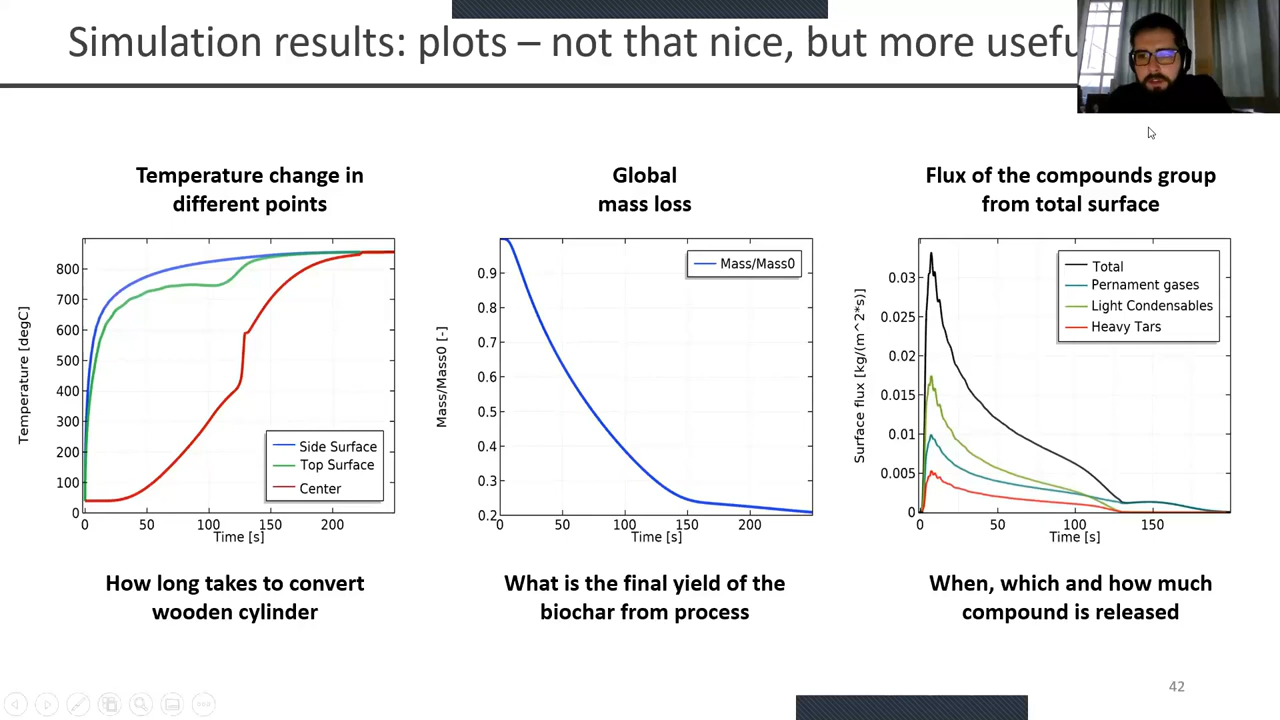 Simulation results: plots – not that nice, but more usefu
Temperature change in
different points
Global
mass loss
Flux of the compounds group
from total surface
Temperature [degC]
800
700
600
500
400
300
200
100
0
0
50
100
150
200
Time [s]
Side Surface
Top Surface
Center
Mass/Mass0 [-]
0.9
0.8
0.7
0.6
0.5
0.4
0.3
0.2
0
50
100
150
200
Time [s]
Mass/Mass0
Surface flux [kg/(m^2*s)]
0.03
0.025
0.02
0.015
0.01
0.005
0
0
50
100
150
Time [s]
Total
Pernament gases
Light Condensables
Heavy Tars
How long takes to convert
wooden cylinder
What is the final yield of the
biochar from process
When, which and how much
compound is released
42